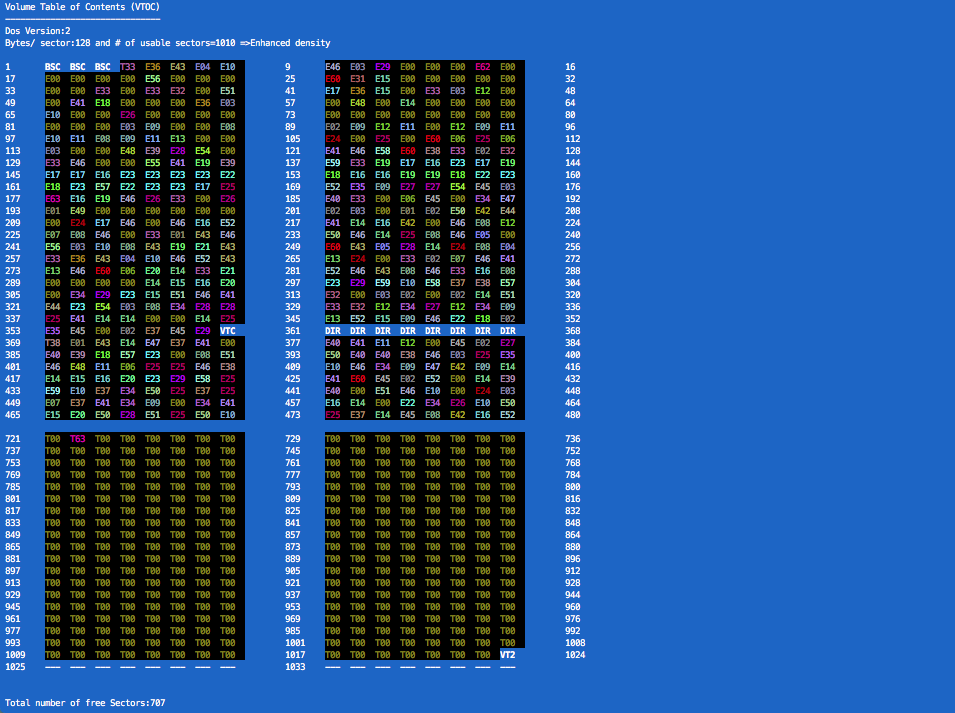 Volume Table of Contents (VTOC)
-------------------------------
Dos Version:2
Bytes/ sector:128 and # of usable sectors=1010 =>Enhanced density
1 BSC BSC BSC T33 E36 E43 E04 E10 9 E46 E03 E29 E00 E00 E00 E62 E00 16
17 E00 E00 E00 E00 E56 E00 E00 E00 25 E60 E31 E15 E00 E00 E00 E00 E00 32
33 E00 E00 E33 E00 E33 E32 E00 E51 41 E17 E36 E15 E00 E33 E03 E12 E00 48
49 E00 E41 E18 E00 E00 E00 E36 E03 57 E00 E48 E00 E14 E00 E00 E00 E00 64
65 E10 E00 E00 E26 E00 E00 E00 E00 73 E00 E00 E00 E00 E00 E00 E00 E00 80
81 E00 E00 E00 E03 E09 E00 E00 E08 89 E02 E09 E12 E11 E00 E12 E09 E11 96
97 E10 E11 E08 E09 E11 E13 E00 E00 105 E24 E00 E25 E00 E60 E06 E25 E06 112
113 E03 E00 E00 E48 E39 E28 E54 E00 121 E41 E46 E58 E60 E38 E33 E02 E32 128
129 E33 E46 E00 E00 E55 E41 E19 E39 137 E59 E33 E19 E17 E16 E23 E17 E19 144
145 E17 E17 E16 E23 E23 E23 E23 E22 153 E18 E16 E16 E19 E19 E18 E22 E23 160
161 E18 E23 E57 E22 E23 E23 E17 E25 169 E52 E35 E09 E27 E27 E54 E45 E03 176
177 E63 E16 E19 E46 E26 E33 E00 E26 185 E40 E33 E00 E06 E45 E00 E34 E47 192
193 E01 E49 E00 E00 E00 E00 E00 E00 201 E02 E03 E00 E01 E02 E50 E42 E44 208
209 E00 E24 E17 E46 E00 E46 E16 E52 217 E41 E14 E16 E42 E00 E46 E08 E12 224
225 E07 E08 E46 E00 E33 E01 E43 E46 233 E50 E46 E14 E25 E08 E46 E05 E00 240
241 E56 E03 E10 E08 E43 E19 E21 E43 249 E60 E43 E05 E28 E14 E24 E08 E04 256
257 E33 E36 E43 E04 E10 E46 E52 E43 265 E13 E24 E00 E33 E02 E07 E46 E41 272
273 E13 E46 E60 E06 E20 E14 E33 E21 281 E52 E46 E43 E08 E46 E33 E16 E08 288
289 E00 E00 E00 E00 E14 E15 E16 E20 297 E23 E29 E59 E10 E58 E37 E38 E57 304
305 E00 E34 E29 E23 E15 E51 E46 E41 313 E32 E00 E03 E02 E00 E02 E14 E51 320
321 E44 E23 E54 E03 E08 E34 E28 E28 329 E33 E32 E12 E34 E27 E12 E34 E09 336
337 E25 E41 E14 E14 E00 E00 E14 E25 345 E13 E52 E15 E09 E46 E22 E18 E02 352
353 E35 E45 E00 E02 E37 E45 E29 VTC 361 DIR DIR DIR DIR DIR DIR DIR DIR 368
369 T38 E01 E43 E14 E47 E37 E41 E00 377 E40 E41 E11 E12 E00 E45 E02 E27 384
385 E40 E39 E18 E57 E23 E00 E08 E51 393 E50 E40 E40 E38 E46 E03 E25 E35 400
401 E46 E48 E11 E06 E25 E25 E46 E38 409 E10 E46 E34 E09 E47 E42 E09 E14 416
417 E14 E15 E16 E20 E23 E29 E58 E25 425 E41 E60 E45 E02 E52 E00 E14 E39 432
433 E59 E10 E37 E34 E50 E25 E37 E25 441 E40 E00 E51 E46 E10 E00 E24 E03 448
449 E07 E37 E41 E34 E09 E00 E34 E41 457 E16 E14 E00 E22 E34 E26 E10 E50 464
465 E15 E20 E50 E28 E51 E25 E50 E10 473 E25 E37 E14 E45 E08 E42 E16 E52 480
721 T00 T63 T00 T00 T00 T00 T00 T00 729 T00 T00 T00 T00 T00 T00 T00 T00 736
737 T00 T00 T00 T00 T00 T00 T00 T00 745 T00 T00 T00 T00 T00 T00 T00 T00 752
753 T00 T00 T00 T00 T00 T00 T00 T00 761 T00 T00 T00 T00 T00 T00 T00 T00 768
769 T00 T00 T00 T00 T00 T00 T00 T00 777 T00 T00 T00 T00 T00 T00 T00 T00 784
785 T00 T00 T00 T00 T00 T00 T00 T00 793 T00 T00 T00 T00 T00 T00 T00 T00 800
801 T00 T00 T00 T00 T00 T00 T00 T00 809 T00 T00 T00 T00 T00 T00 T00 T00 816
817 T00 T00 T00 T00 T00 T00 T00 T00 825 T00 T00 T00 T00 T00 T00 T00 T00 832
833 T00 T00 T00 T00 T00 T00 T00 T00 841 T00 T00 T00 T00 T00 T00 T00 T00 848
849 T00 T00 T00 T00 T00 T00 T00 T00 857 T00 T00 T00 T00 T00 T00 T00 T00 864
865 T00 T00 T00 T00 T00 T00 T00 T00 873 T00 T00 T00 T00 T00 T00 T00 T00 880
881 T00 T00 T00 T00 T00 T00 T00 T00 889 T00 T00 T00 T00 T00 T00 T00 T00 896
897 T00 T00 T00 T00 T00 T00 T00 T00 905 T00 T00 T00 T00 T00 T00 T00 T00 912
913 T00 T00 T00 T00 T00 T00 T00 T00 921 T00 T00 T00 T00 T00 T00 T00 T00 928
929 T00 T00 T00 T00 T00 T00 T00 T00 937 T00 T00 T00 T00 T00 T00 T00 T00 944
945 T00 T00 T00 T00 T00 T00 T00 T00 953 T00 T00 T00 T00 T00 T00 T00 T00 960
961 T00 T00 T00 T00 T00 T00 T00 T00 969 T00 T00 T00 T00 T00 T00 T00 T00 976
977 T00 T00 T00 T00 T00 T00 T00 T00 985 T00 T00 T00 T00 T00 T00 T00 T00 992
993 T00 T00 T00 T00 T00 T00 T00 T00 1001 T00 T00 T00 T00 T00 T00 T00 T00 1008
1009 T00 T00 T00 T00 T00 T00 T00 T00 1017 T00 T00 T00 T00 T00 T00 T00 VT2 1024
1025 --- --- --- --- --- --- --- --- 1033 --- --- --- --- --- --- --- ---
Total number of free Sectors:707